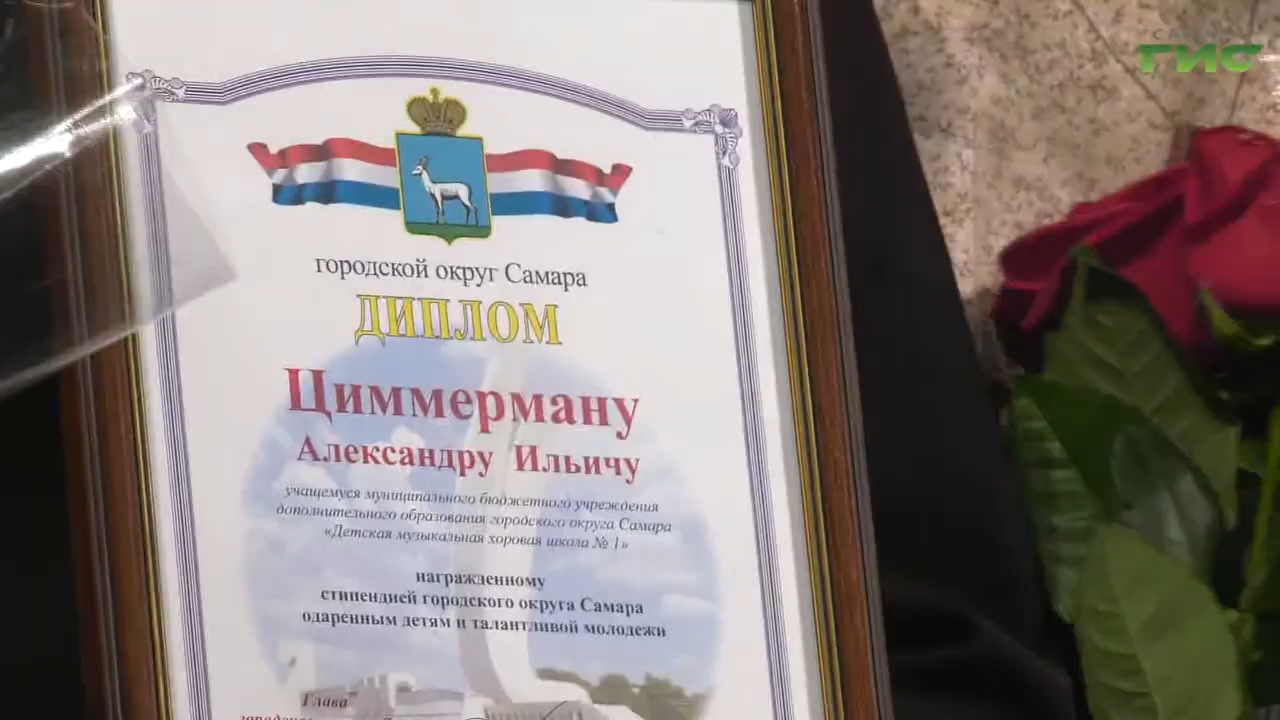 САМАРА
ГИС
городской округ Самара
ДИПЛОМ
Циммерману
Александру Ильичу
учащемуся муниципального бюджетного учреждения
дополнительного образования городского округа Самара
«Детская музыкальная хоровая школа № 1»
награжденному
стипендией городского округа Самара
одаренным детям и талантливой молодежи
Глава